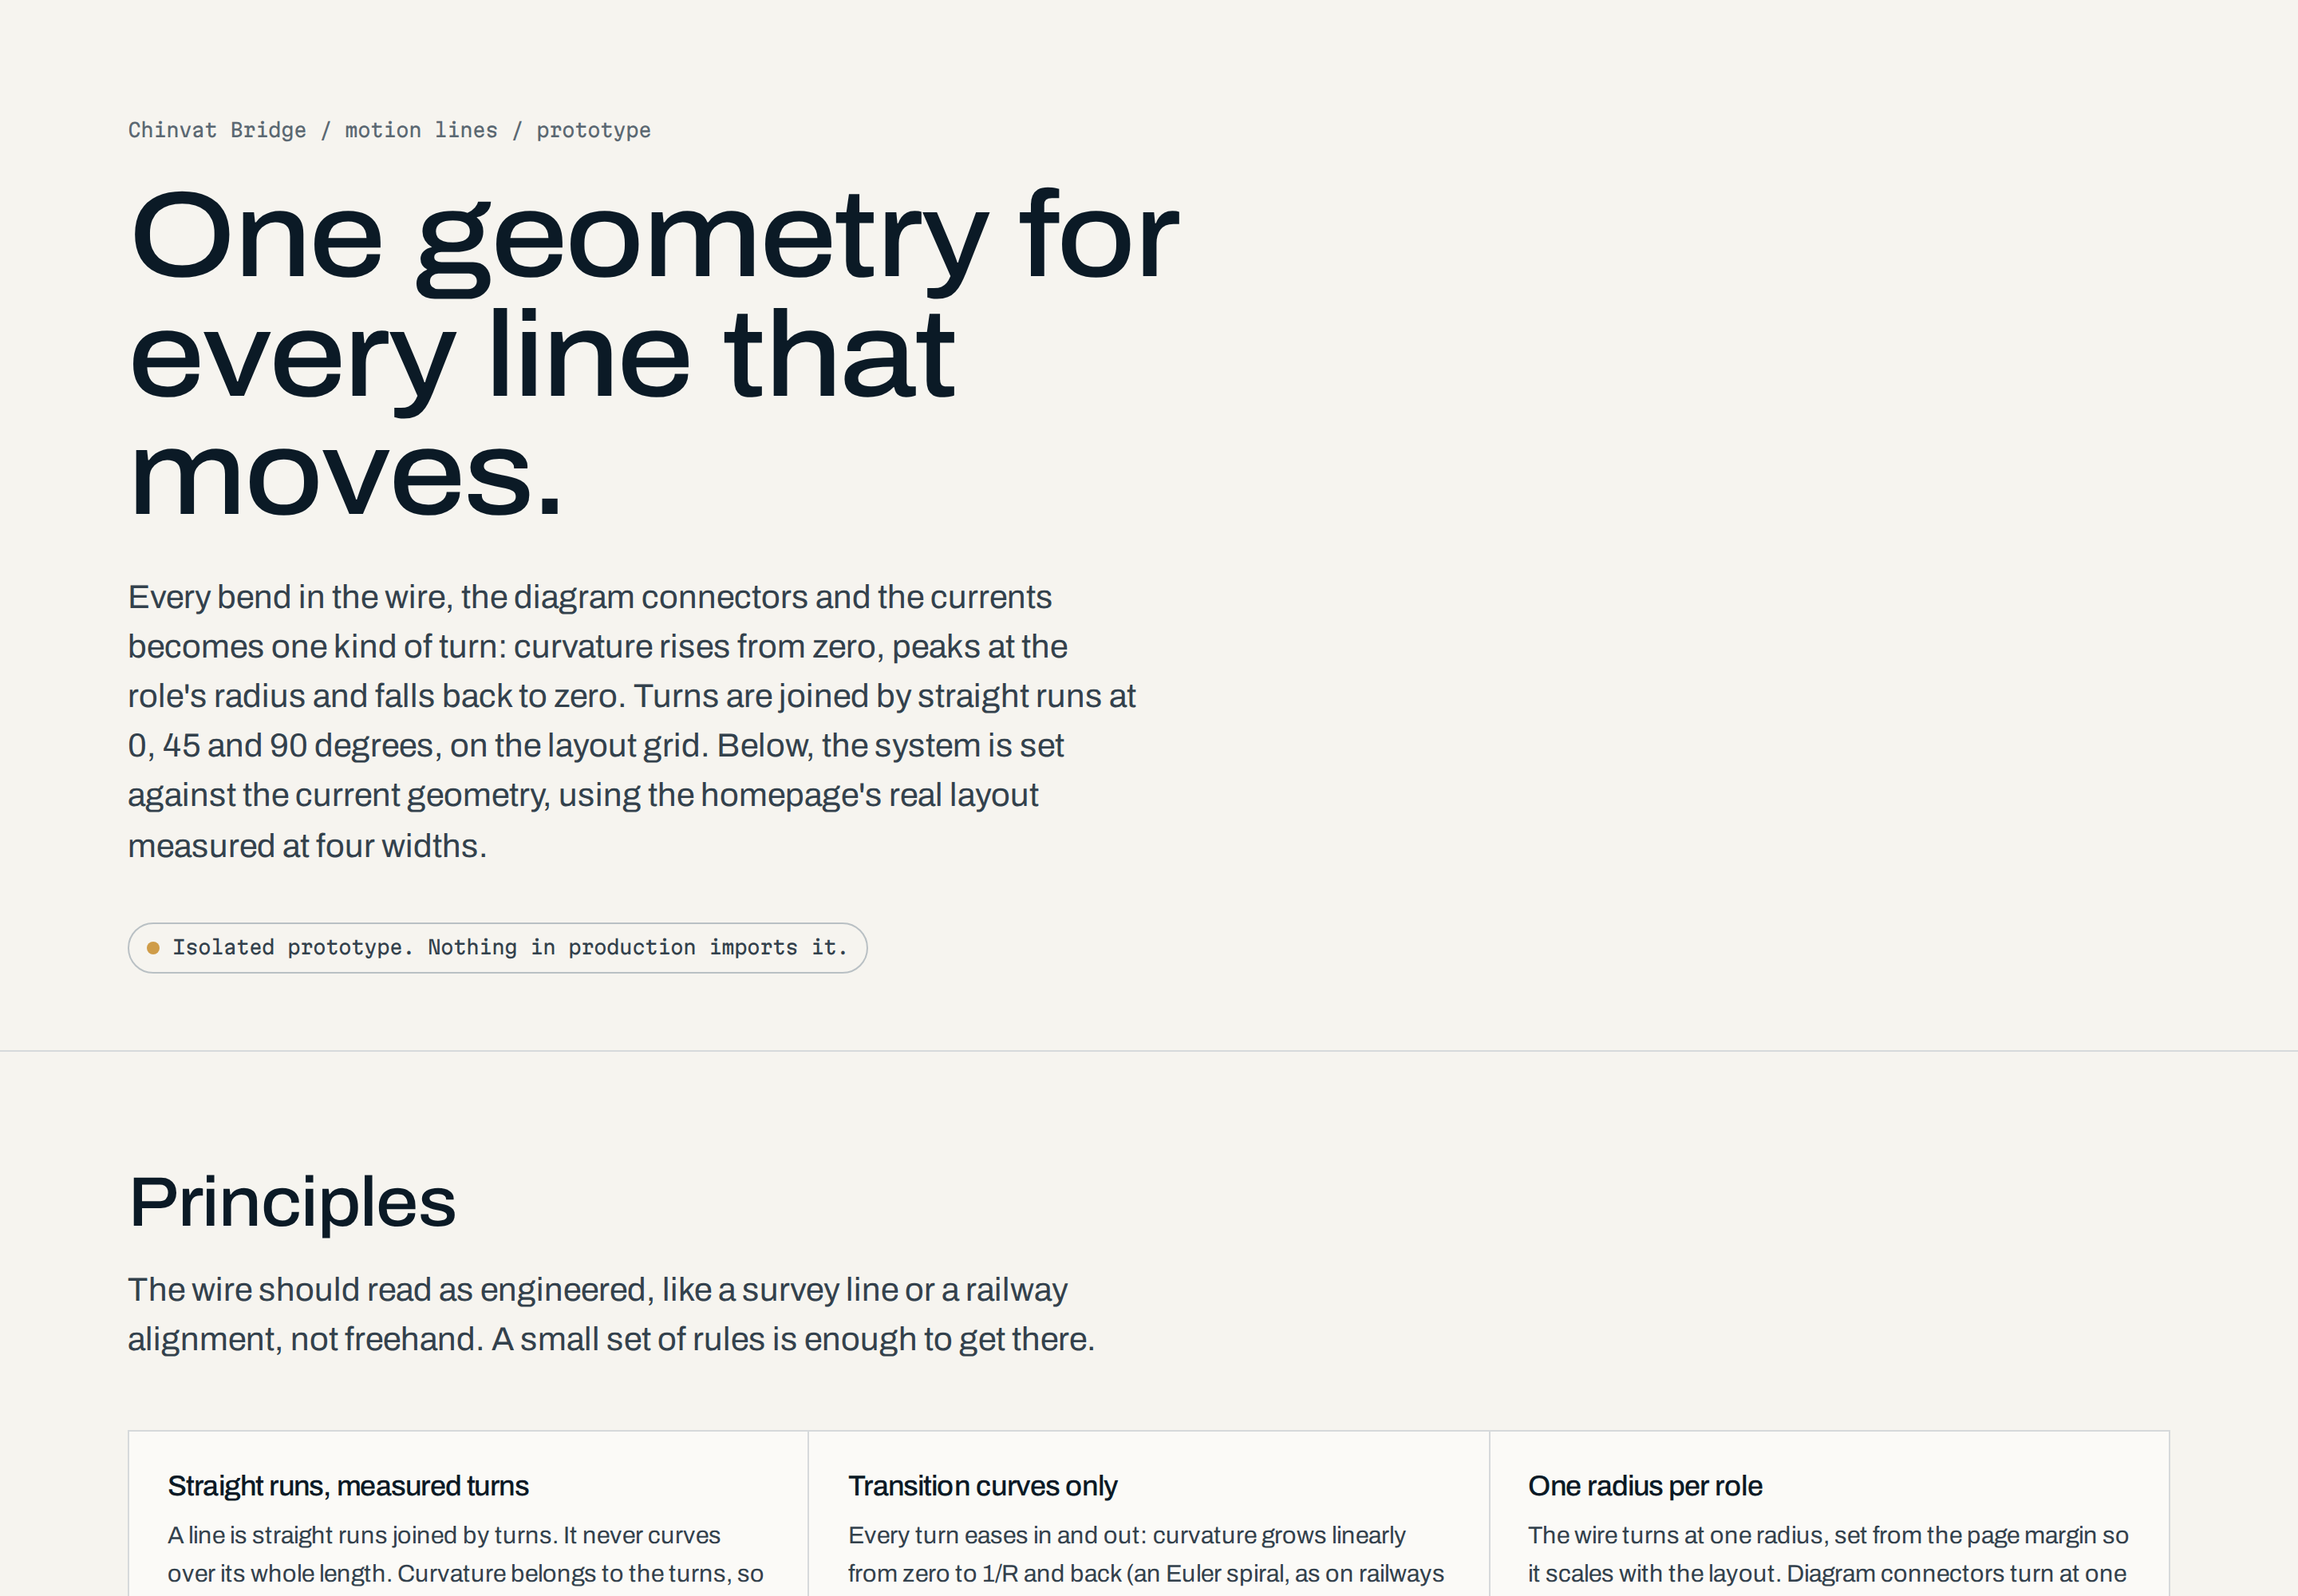 Chinvat Bridge / motion lines / prototype
One geometry for
every line that
moves.
Every bend in the wire, the diagram connectors and the currents
becomes one kind of turn: curvature rises from zero, peaks at the
role's radius and falls back to zero. Turns are joined by straight runs at
0, 45 and 90 degrees, on the layout grid. Below, the system is set
against the current geometry, using the homepage's real layout
measured at four widths.
Isolated prototype. Nothing in production imports it.
Principles
The wire should read as engineered, like a survey line or a railway
alignment, not freehand. A small set of rules is enough to get there.
Straight runs, measured turns
A line is straight runs joined by turns. It never curves
over its whole length. Curvature belongs to the turns, so
Transition curves only
Every turn eases in and out: curvature grows linearly
from zero to 1/R and back (an Euler spiral, as on railways
One radius per role
The wire turns at one radius, set from the page margin so
it scales with the layout. Diagram connectors turn at one